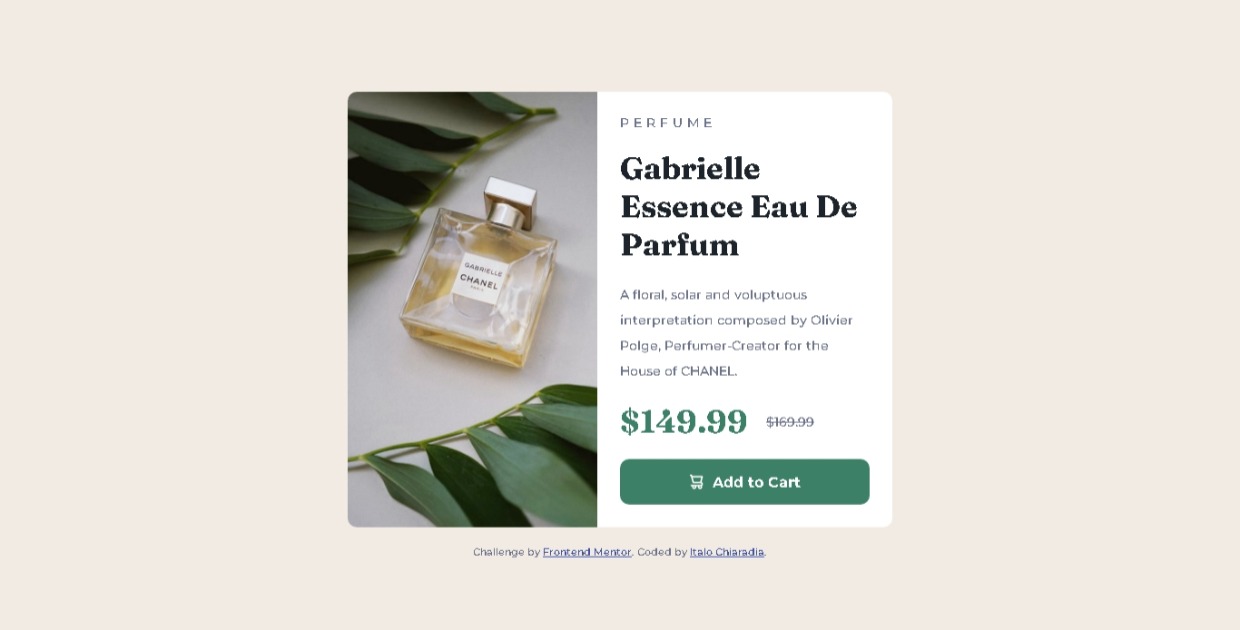 PERFUME
Gabrielle
Essence Eau De
Parfum
A floral, solar and voluptuous
interpretation composed by Olivier
Polge, Perfumer-Creator for the
House of CHANEL.
$149.99 $169.99
Add to Cart
GABRIELLE
CHANEL
PARIS
Challenge by Frontend Mentor. Coded by Italo Chiaradia.